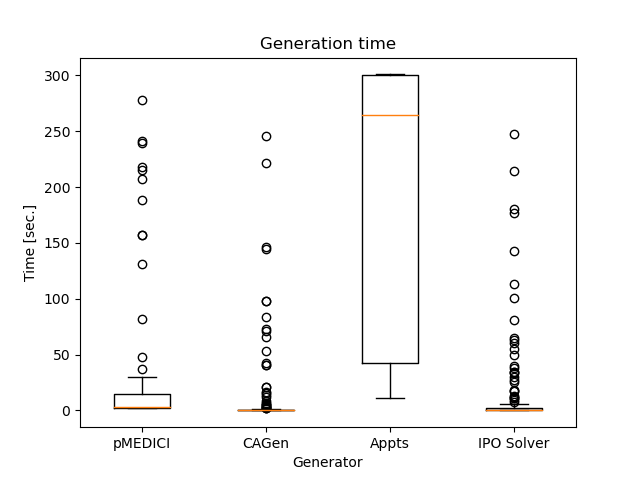 Generation time
Time [sec.]
300
250
200
150
100
50
0
pMEDICI CAGen Appts IPO Solver
Generator